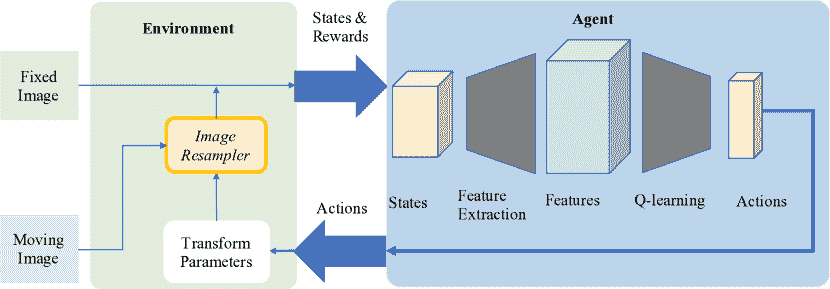 Environment
States &
Rewards
Agent
Fixed
Image
Image
Resampler
States
Feature
Extraction
Features
Q-learning
Actions
Moving
Image
Transform
Parameters
Actions